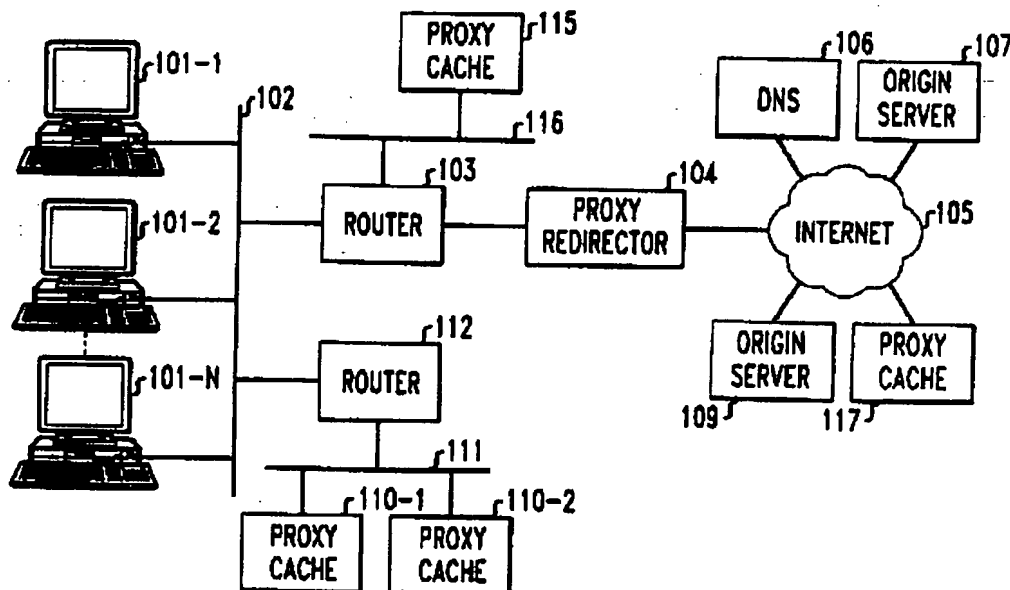 101-1
102
PROXY
CACHE
115
116
106
DNS
107
ORIGIN
SERVER
103
ROUTER
104
PROXY
REDIRECTOR
INTERNET
105
101-2
101-N
112
ROUTER
ORIGIN
SERVER
109
PROXY
CACHE
117
111
110-1
PROXY
CACHE
110-2
PROXY
CACHE